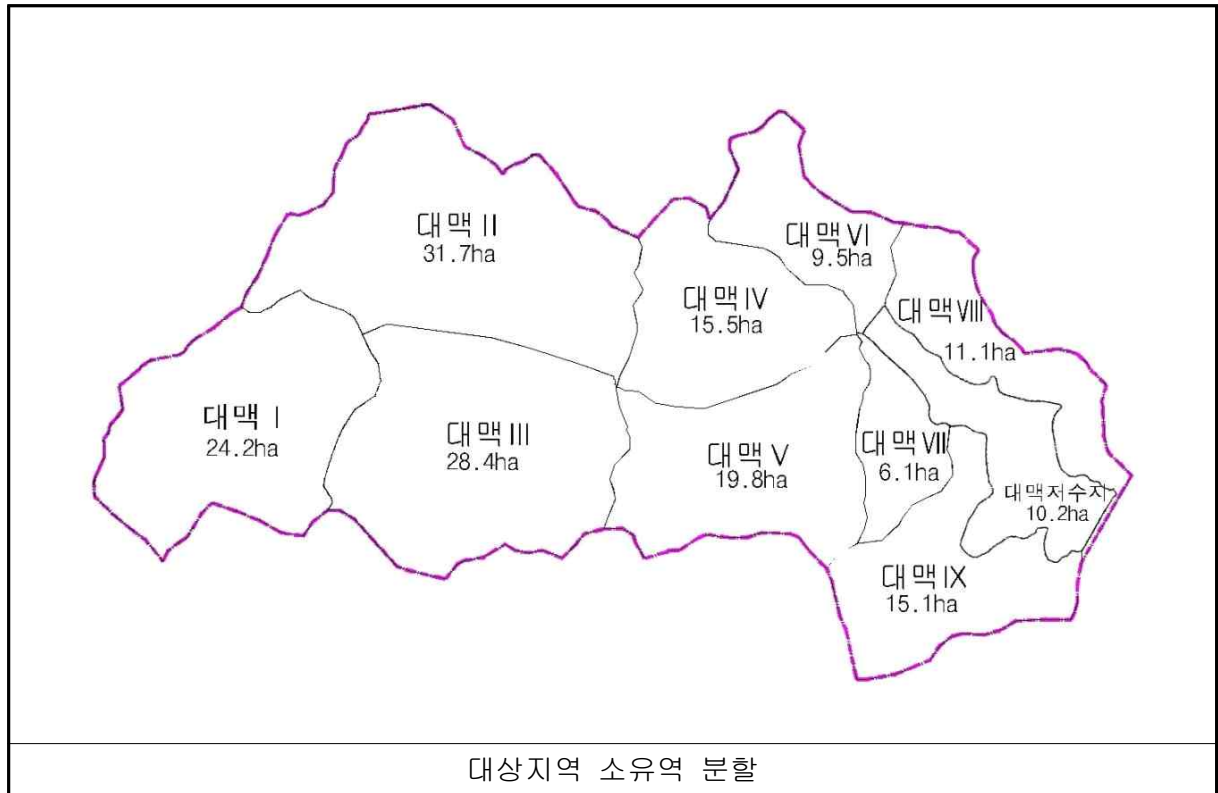 대맥 II
31.7ha
대맥 VI
9.5ha
대맥 IV
15.5ha
대맥 VIII
11.1ha
대맥 I
24.2ha
대맥 III
28.4ha
대맥 V
19.8ha
대맥 VII
6.1ha
대맥저수지
10.2ha
대맥 IX
15.1ha
대상지역 소유역 분할